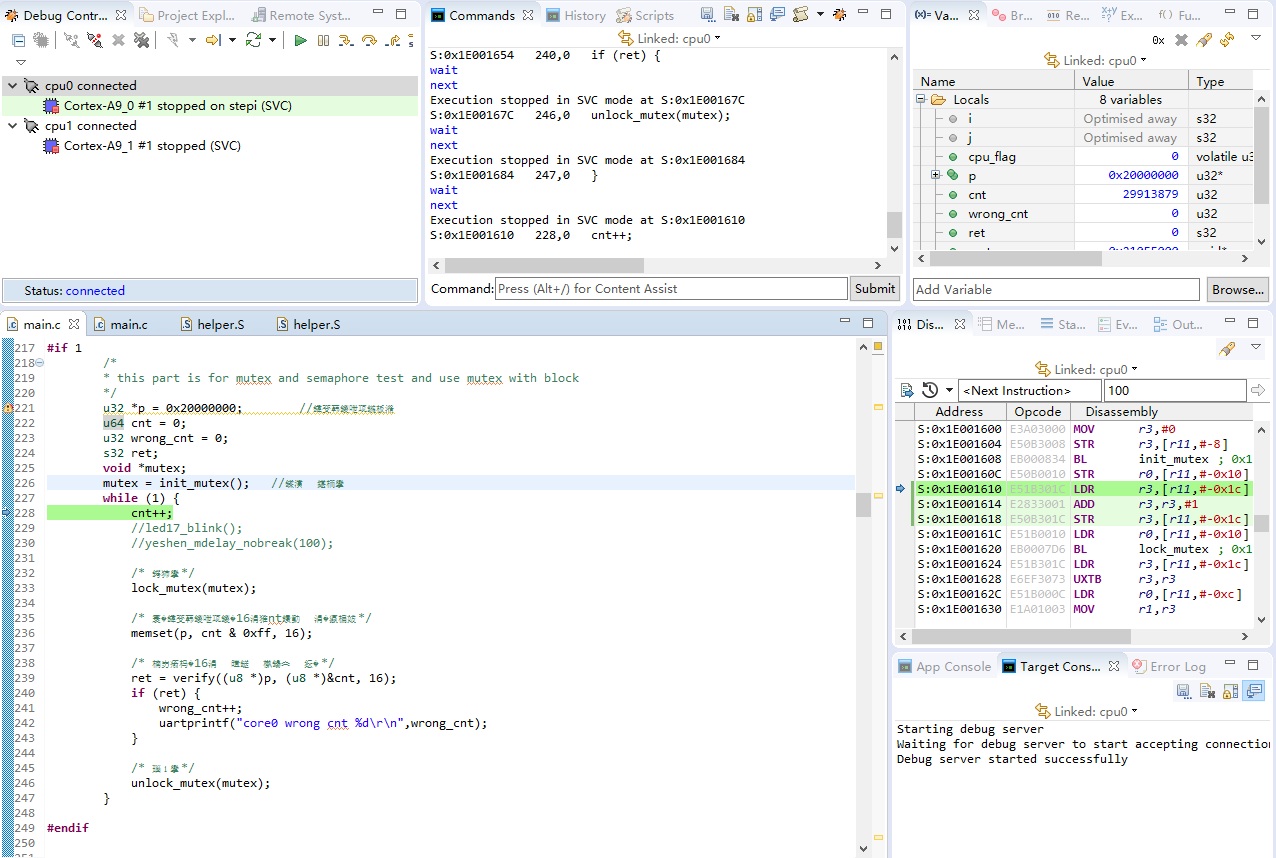 Debug Contr...
Project Expl...
Remote Syst...
cpu0 connected
Cortex-A9_0 #1 stopped on stepi (SVC)
cpu1 connected
Cortex-A9_1 #1 stopped (SVC)
Status: connected
Commands
History
Scripts
Linked: cpu0
S:0x1E001654 240,0 if (ret) {
wait
next
Execution stopped in SVC mode at S:0x1E00167C
S:0x1E00167C 246,0 unlock_mutex(mutex);
wait
next
Execution stopped in SVC mode at S:0x1E001684
S:0x1E001684 247,0 }
wait
next
Execution stopped in SVC mode at S:0x1E001610
S:0x1E001610 228,0 cnt++;
Command: Press (Alt+/) for Content Assist Submit
(x)= Va...
Br...
010 Re...
Ex...
f() Fu...
0x
Linked: cpu0
Name Value Type
Locals 8 variables
i Optimised away s32
j Optimised away s32
cpu_flag 0 volatile u3
p 0x20000000 u32*
cnt 29913879 u32
wrong_cnt 0 u32
ret 0 s32
Add Variable Browse...
main.c
main.c
helper.S
helper.S
217 #if 1
218 /*
219 * this part is for mutex and semaphore test and use mutex with block
220 */
221 u32 *p = 0x20000000; //
222 u64 cnt = 0;
223 u32 wrong_cnt = 0;
224 s32 ret;
225 void *mutex;
226 mutex = init_mutex(); //
227 while (1) {
228 cnt++;
229 //led17_blink();
230 //yeshen_mdelay_nobreak(100);
231
232 /* */
233 lock_mutex(mutex);
234
235 /* 16 nt */
236 memset(p, cnt & 0xff, 16);
237
238 /* 16 */
239 ret = verify((u8 *)p, (u8 *)&cnt, 16);
240 if (ret) {
241 wrong_cnt++;
242 uartprintf("core0 wrong cnt %d\r\n",wrong_cnt);
243 }
244
245 /* */
246 unlock_mutex(mutex);
247 }
248
249 #endif
250
Dis...
Me...
Sta...
Ev...
Out...
Linked: cpu0
<Next Instruction> 100
Address Opcode Disassembly
S:0x1E001600 E3A03000 MOV r3,#0
S:0x1E001604 E50B3008 STR r3,[r11,#-8]
S:0x1E001608 EB000834 BL init_mutex ; 0x1
S:0x1E00160C E50B0010 STR r0,[r11,#-0x10]
S:0x1E001610 E51B301C LDR r3,[r11,#-0x1c]
S:0x1E001614 E2833001 ADD r3,r3,#1
S:0x1E001618 E50B301C STR r3,[r11,#-0x1c]
S:0x1E00161C E51B0010 LDR r0,[r11,#-0x10]
S:0x1E001620 EB0007D6 BL lock_mutex ; 0x1
S:0x1E001624 E51B301C LDR r3,[r11,#-0x1c]
S:0x1E001628 E6EF3073 UXTB r3,r3
S:0x1E00162C E51B000C LDR r0,[r11,#-0xc]
S:0x1E001630 E1A01003 MOV r1,r3
App Console
Target Cons...
Error Log
Linked: cpu0
Starting debug server
Waiting for debug server to start accepting connection
Debug server started successfully